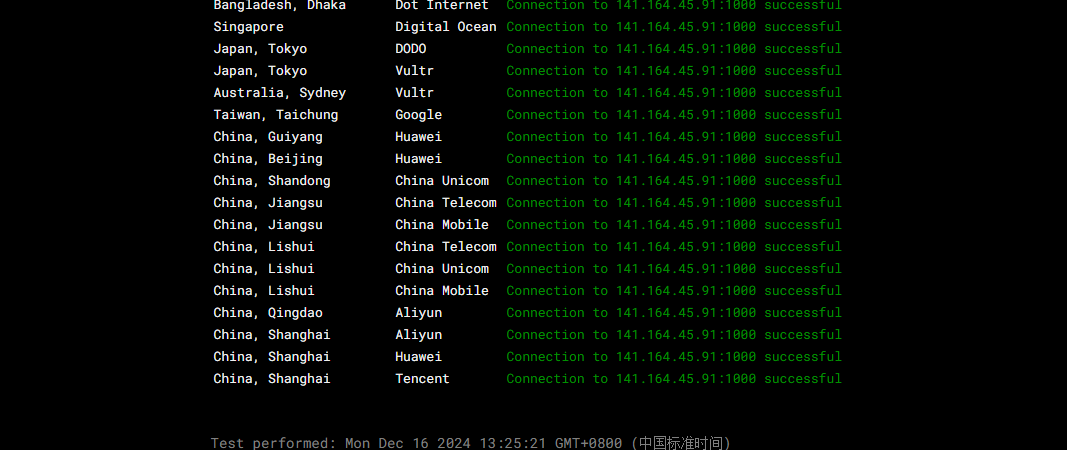 Bangladesh, Dhaka Dot Internet Connection to 141.164.45.91:1000 successful
Singapore Digital Ocean Connection to 141.164.45.91:1000 successful
Japan, Tokyo DODO Connection to 141.164.45.91:1000 successful
Japan, Tokyo Vultr Connection to 141.164.45.91:1000 successful
Australia, Sydney Vultr Connection to 141.164.45.91:1000 successful
Taiwan, Taichung Google Connection to 141.164.45.91:1000 successful
China, Guiyang Huawei Connection to 141.164.45.91:1000 successful
China, Beijing Huawei Connection to 141.164.45.91:1000 successful
China, Shandong China Unicom Connection to 141.164.45.91:1000 successful
China, Jiangsu China Telecom Connection to 141.164.45.91:1000 successful
China, Jiangsu China Mobile Connection to 141.164.45.91:1000 successful
China, Lishui China Telecom Connection to 141.164.45.91:1000 successful
China, Lishui China Unicom Connection to 141.164.45.91:1000 successful
China, Lishui China Mobile Connection to 141.164.45.91:1000 successful
China, Qingdao Aliyun Connection to 141.164.45.91:1000 successful
China, Shanghai Aliyun Connection to 141.164.45.91:1000 successful
China, Shanghai Huawei Connection to 141.164.45.91:1000 successful
China, Shanghai Tencent Connection to 141.164.45.91:1000 successful
Test performed: Mon Dec 16 2024 13:25:21 GMT+0800 (中国标准时间)